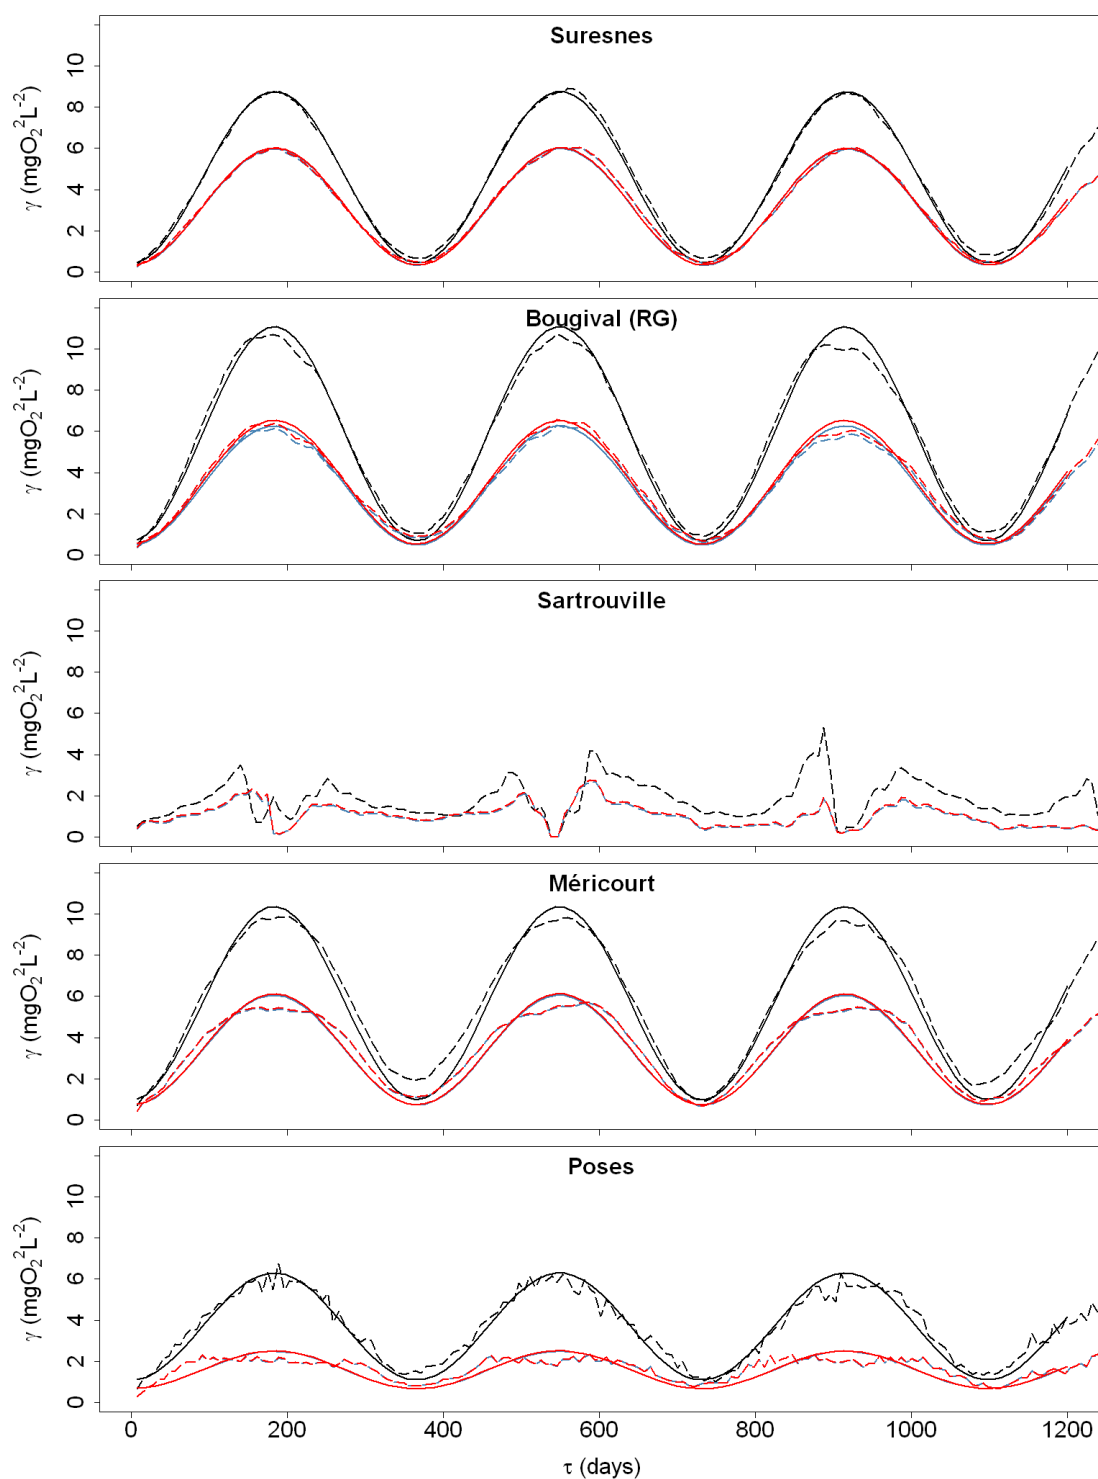 Suresnes
10
8
6
4
2
0
γ (mgO₂²L⁻²)
Bougival (RG)
10
8
6
4
2
0
γ (mgO₂²L⁻²)
Sartrouville
10
8
6
4
2
0
γ (mgO₂²L⁻²)
Méricourt
10
8
6
4
2
0
γ (mgO₂²L⁻²)
Poses
10
8
6
4
2
0
γ (mgO₂²L⁻²)
0 200 400 600 800 1000 1200
τ (days)